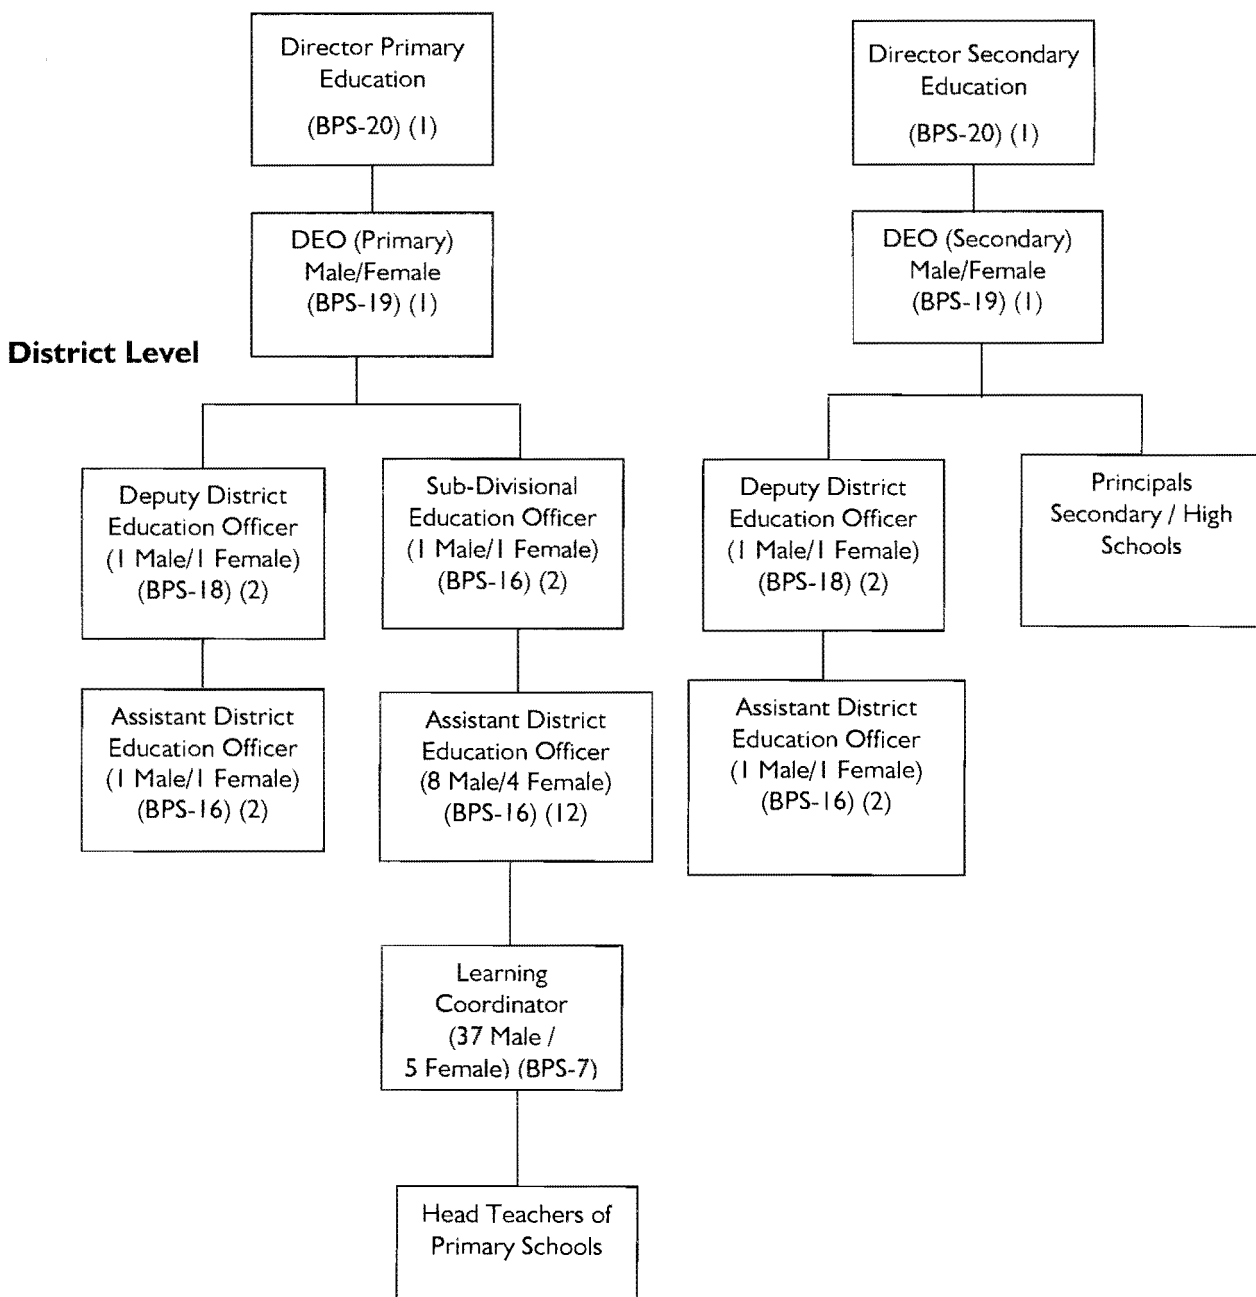 Director Primary
Education
(BPS-20) (1)
Director Secondary
Education
(BPS-20) (1)
DEO (Primary)
Male/Female
(BPS-19) (1)
DEO (Secondary)
Male/Female
(BPS-19) (1)
District Level
Deputy District
Education Officer
(1 Male/1 Female)
(BPS-18) (2)
Sub-Divisional
Education Officer
(1 Male/1 Female)
(BPS-16) (2)
Deputy District
Education Officer
(1 Male/1 Female)
(BPS-18) (2)
Principals
Secondary / High
Schools
Assistant District
Education Officer
(1 Male/1 Female)
(BPS-16) (2)
Assistant District
Education Officer
(8 Male/4 Female)
(BPS-16) (12)
Assistant District
Education Officer
(1 Male/1 Female)
(BPS-16) (2)
Learning
Coordinator
(37 Male /
5 Female) (BPS-7)
Head Teachers of
Primary Schools